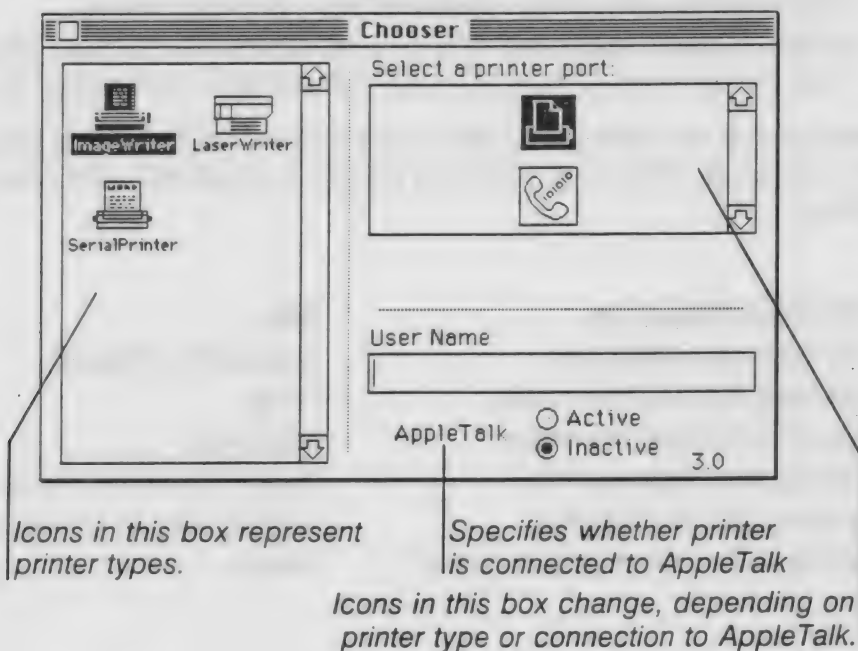 Chooser
Select a printer port:
ImageWriter
LaserWriter
SerialPrinter
User Name
AppleTalk
Active
Inactive
3.0
Icons in this box represent
printer types.
Specifies whether printer
is connected to AppleTalk
Icons in this box change, depending on
printer type or connection to AppleTalk.